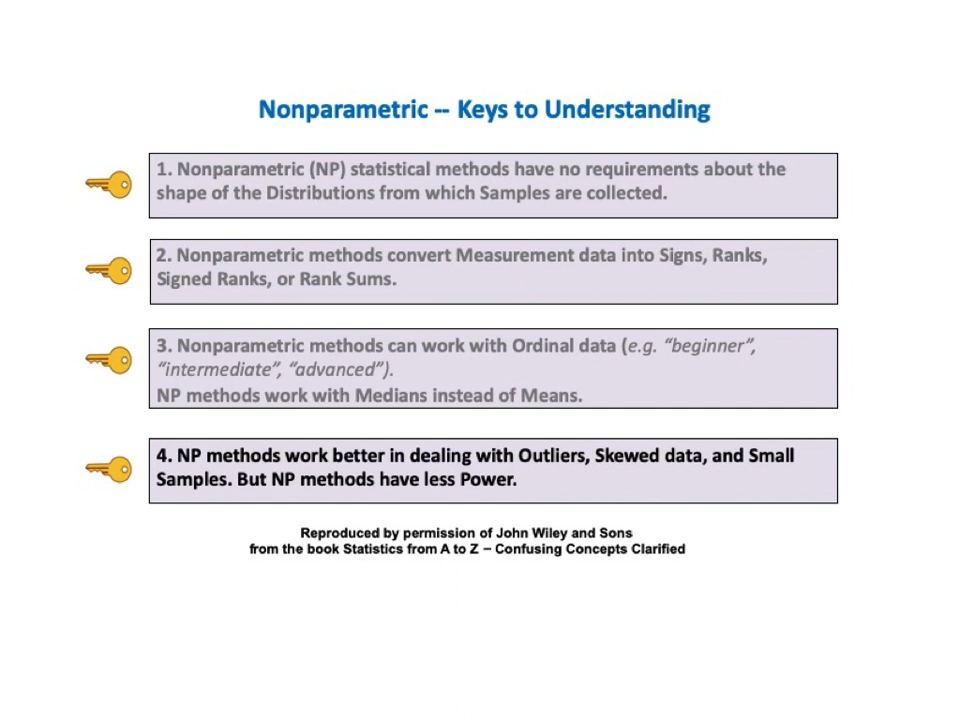 Nonparametric -- Keys to Understanding
1. Nonparametric (NP) statistical methods have no requirements about the
shape of the Distributions from which Samples are collected.
2. Nonparametric methods convert Measurement data into Signs, Ranks,
Signed Ranks, or Rank Sums.
3. Nonparametric methods can work with Ordinal data (e.g. “beginner”,
“intermediate”, “advanced”).
NP methods work with Medians instead of Means.
4. NP methods work better in dealing with Outliers, Skewed data, and Small
Samples. But NP methods have less Power.
Reproduced by permission of John Wiley and Sons
from the book Statistics from A to Z – Confusing Concepts Clarified